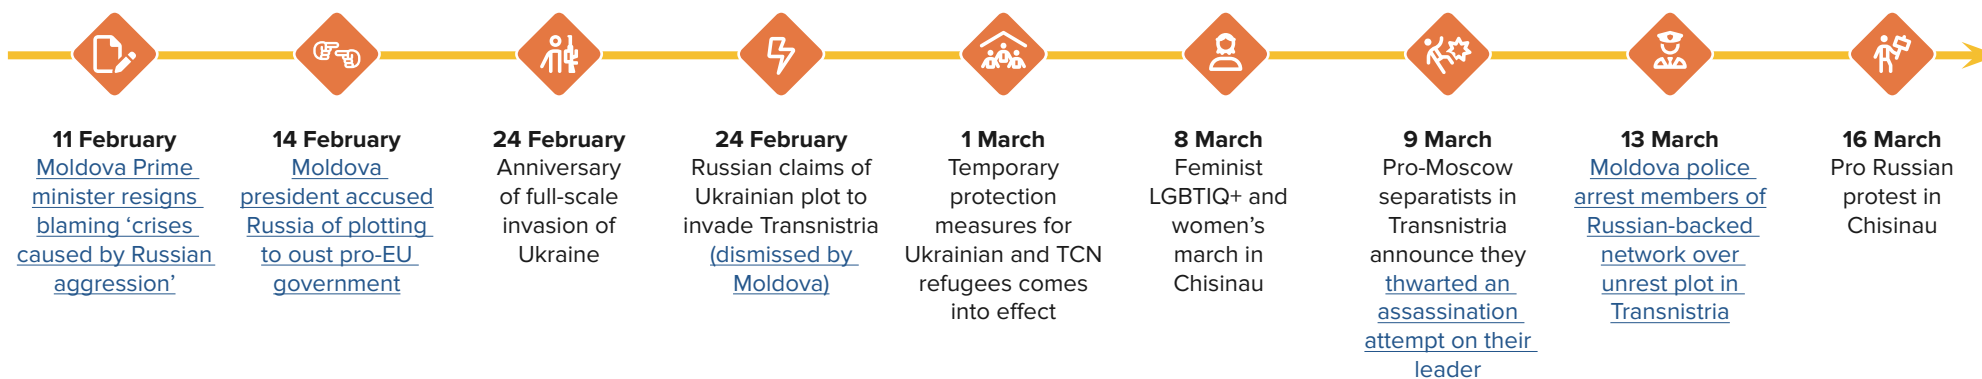 11 February
Moldova Prime
minister resigns
blaming ‘crises
caused by Russian
aggression’
14 February
Moldova
president accused
Russia of plotting
to oust pro-EU
government
24 February
Anniversary
of full-scale
invasion of
Ukraine
24 February
Russian claims of
Ukrainian plot to
invade Transnistria
(dismissed by
Moldova)
1 March
Temporary
protection
measures for
Ukrainian and TCN
refugees comes
into effect
8 March
Feminist
LGBTIQ+ and
women’s
march in
Chisinau
9 March
Pro-Moscow
separatists in
Transnistria
announce they
thwarted an
assassination
attempt on their
leader
13 March
Moldova police
arrest members of
Russian-backed
network over
unrest plot in
Transnistria
16 March
Pro Russian
protest in
Chisinau